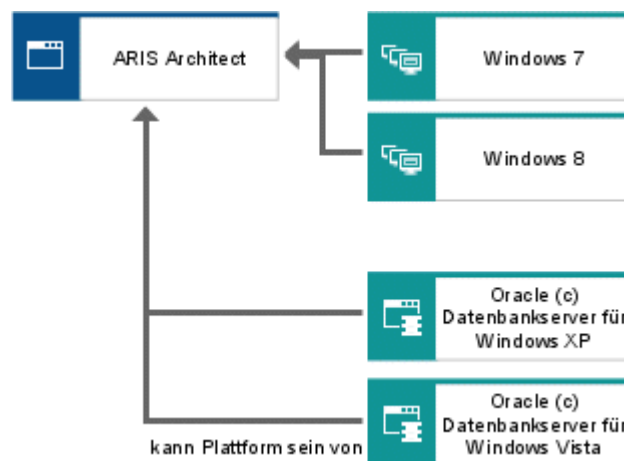 ARIS Architect
Windows 7
Windows 8
Oracle (c)
Datenbankserver für
Windows XP
Oracle (c)
Datenbankserver für
Windows Vista
kann Plattform sein von